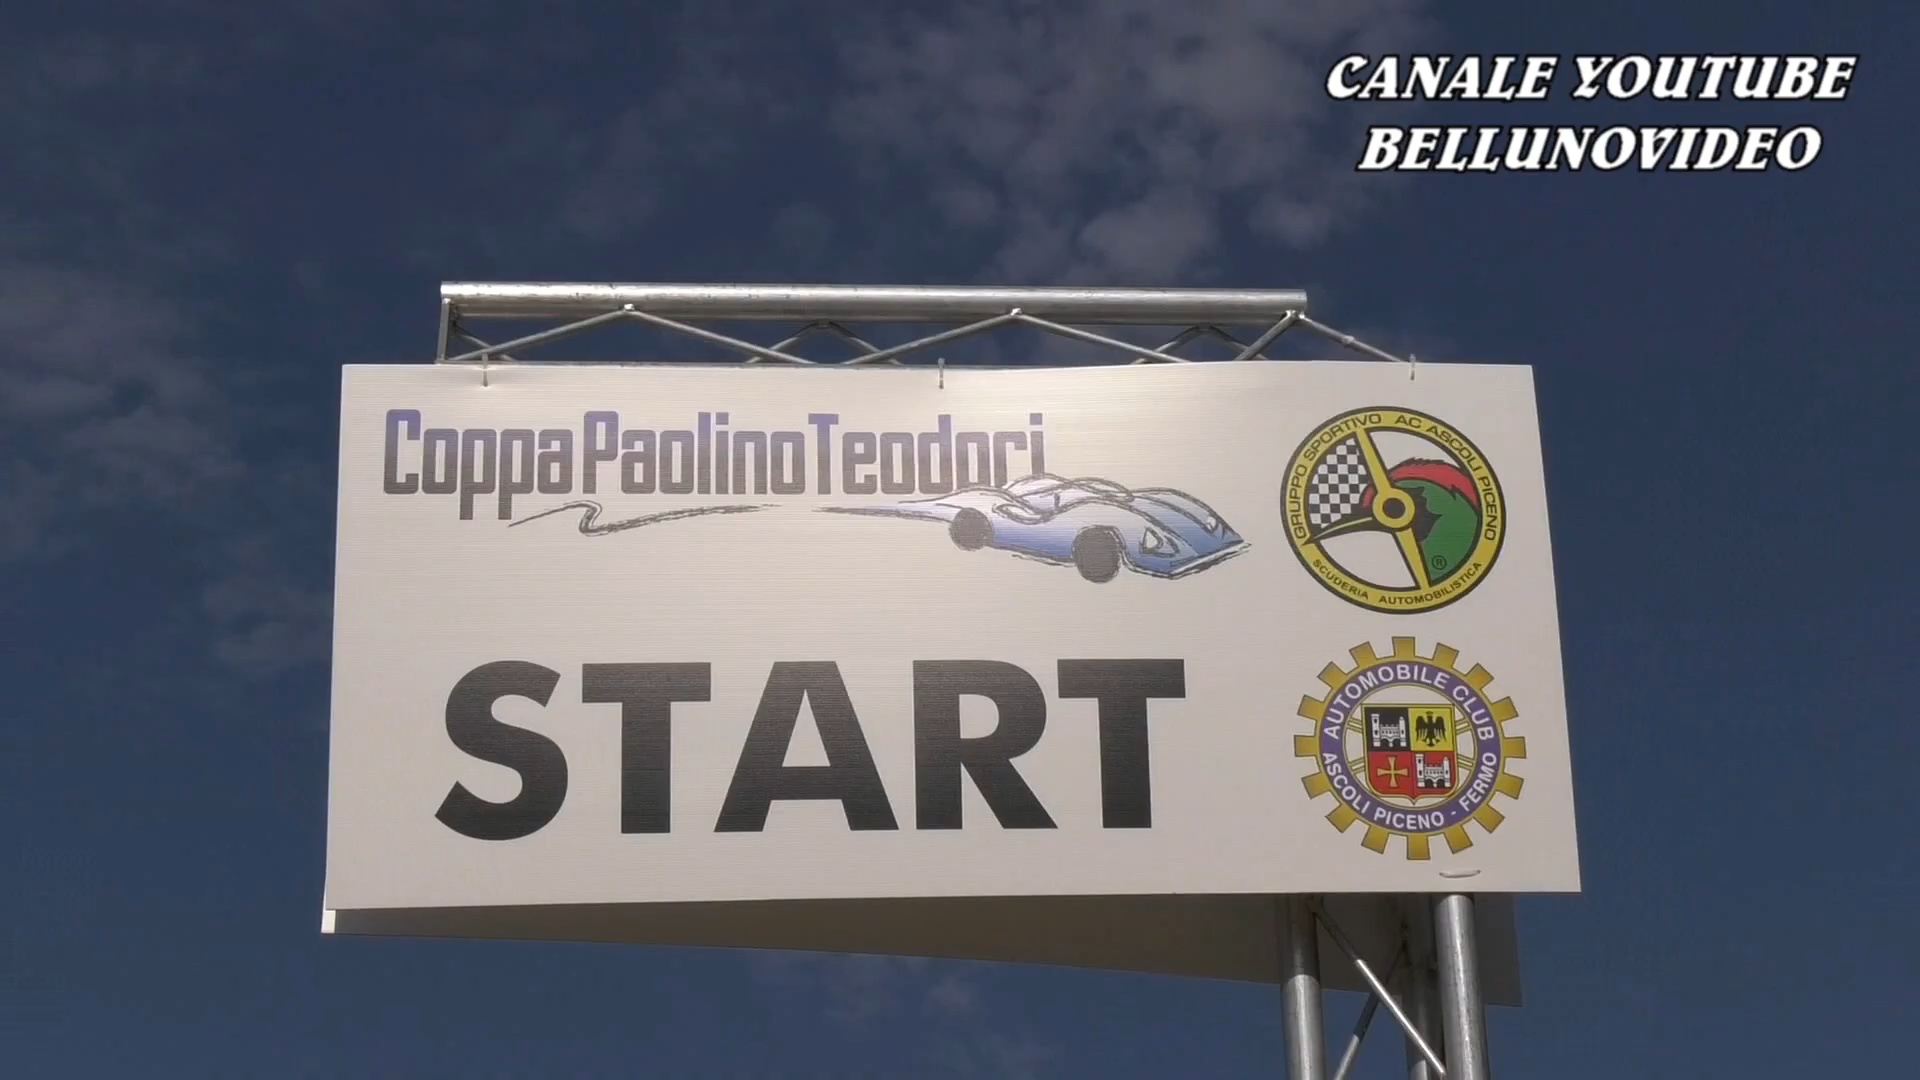 CANALE YOUTUBE
BELLUNOVIDEO
CoppaPaolinoTeodori
START
GRUPPO SPORTIVO AC ASCOLI PICENO
SCUDERIA AUTOMOBILISTICA
®
AUTOMOBILE CLUB
ASCOLI PICENO - FERMO